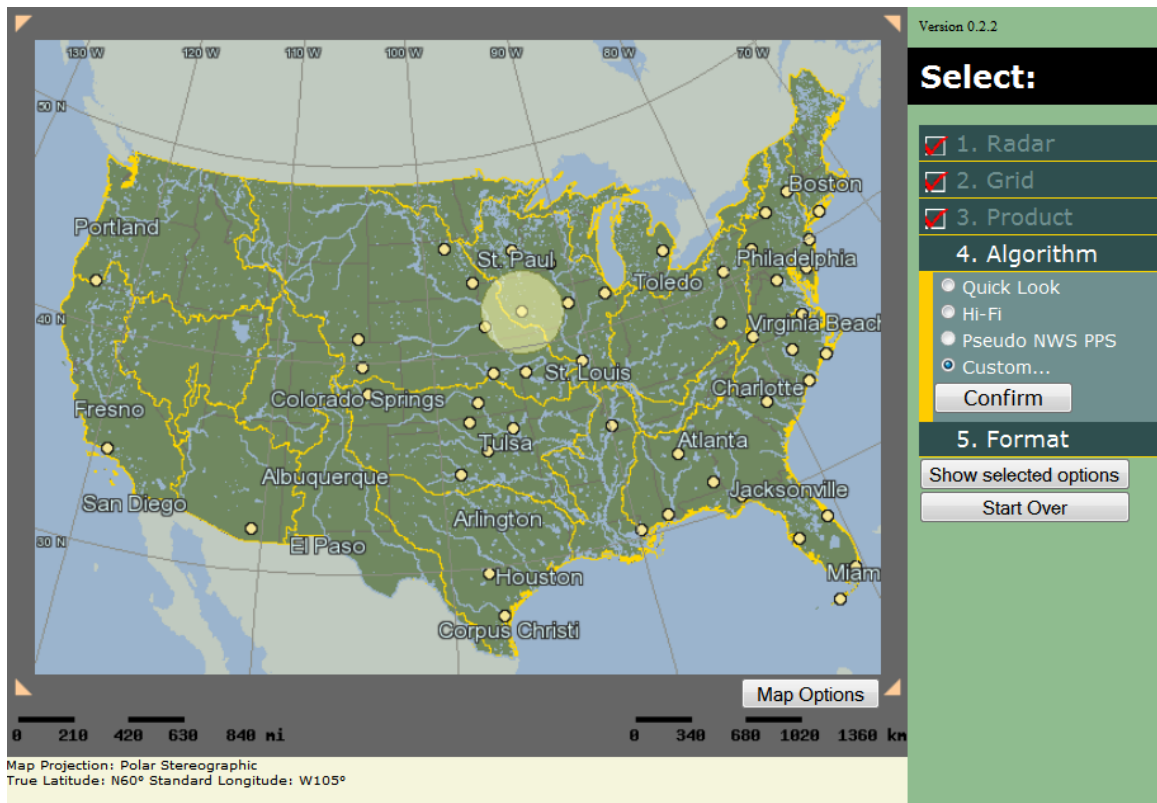 130 W 120 W 110 W 100 W 90 W 80 W 70 W
50 N
40 N
30 N
Boston
Portland
St. Paul
Philadelphia
Toledo
Virginia Beach
St. Louis
Charlotte
Colorado Springs
Fresno
Tulsa
Atlanta
Albuquerque
Jacksonville
San Diego
Arlington
El Paso
Miam
Houston
Corpus Christi
Map Options
0 210 420 630 840 mi
0 340 680 1020 1360 km
Map Projection: Polar Stereographic
True Latitude: N60° Standard Longitude: W105°
Version 0.2.2
Select:
1. Radar
2. Grid
3. Product
4. Algorithm
Quick Look
Hi-Fi
Pseudo NWS PPS
Custom...
Confirm
5. Format
Show selected options
Start Over